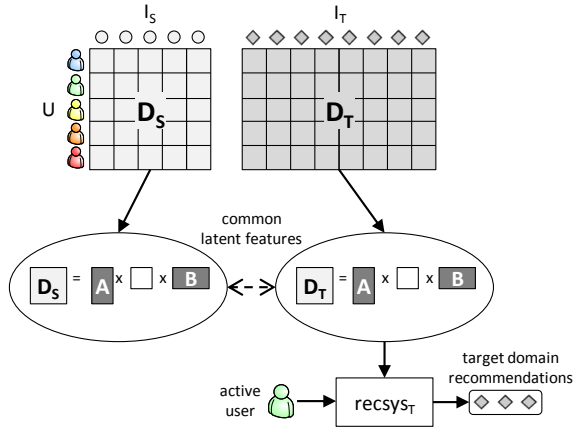 I_S I_T
U
D_S D_T
common
latent features
D_S = A x x B
D_T = A x x B
target domain
recommendations
active
user
recsys_T